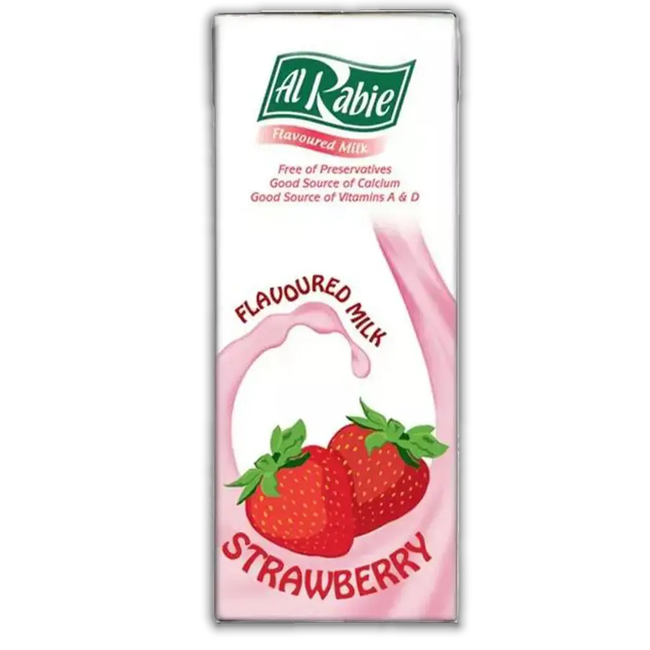 Al Rabie
Flavoured Milk
Free of Preservatives
Good Source of Calcium
Good Source of Vitamins A & D
FLAVOURED MILK
STRAWBERRY